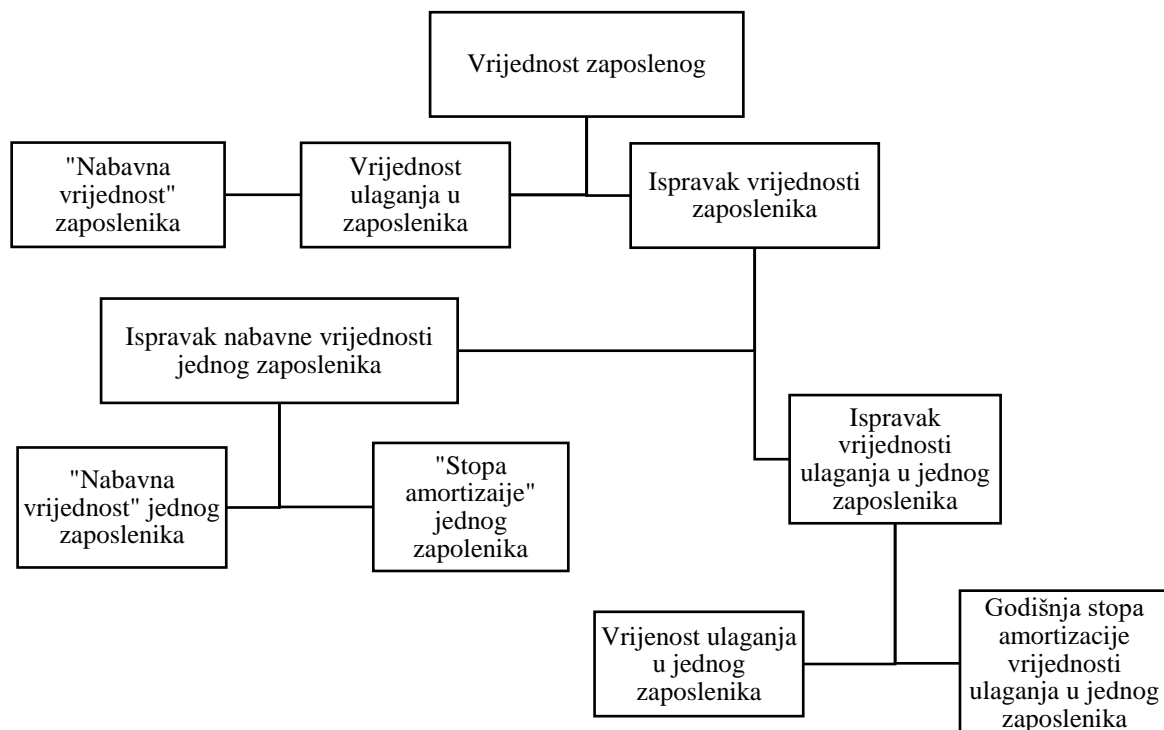 Vrijednost zaposlenog
"Nabavna
vrijednost"
zaposlenika
Vrijednost
ulaganja u
zaposlenika
Ispravak vrijednosti
zaposlenika
Ispravak nabavne vrijednosti
jednog zaposlenika
"Nabavna
vrijednost" jednog
zaposlenika
"Stopa
amortizaije"
jednog
zapolenika
Ispravak
vrijednosti
ulaganja u jednog
zaposlenika
Vrijenost ulaganja
u jednog
zaposlenika
Godišnja stopa
amortizacije
vrijednosti
ulaganja u jednog
zaposlenika